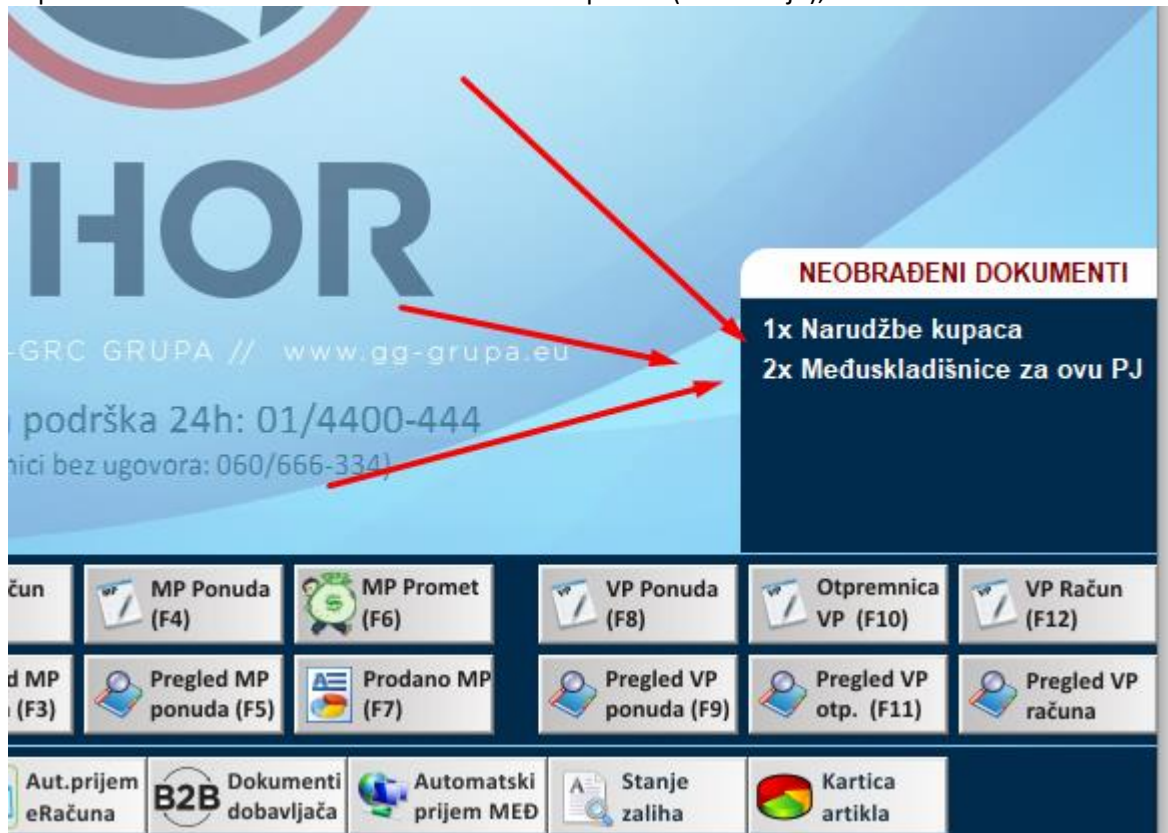 THOR
-GRC GRUPA // www.gg-grupa.eu
podrška 24h: 01/4400-444
nici bez ugovora: 060/666-334)
NEOBRAĐENI DOKUMENTI
1x Narudžbe kupaca
2x Međuskladišnice za ovu PJ
čun
MP Ponuda
(F4)
MP Promet
(F6)
VP Ponuda
(F8)
Otpremnica
VP (F10)
VP Račun
(F12)
d MP
(F3)
Pregled MP
ponuda (F5)
Prodano MP
(F7)
Pregled VP
ponuda (F9)
Pregled VP
otp. (F11)
Pregled VP
računa
Aut.prijem
eRačuna
B2B
Dokumenti
dobavljača
Automatski
prijem MEĐ
Stanje
zaliha
Kartica
artikla